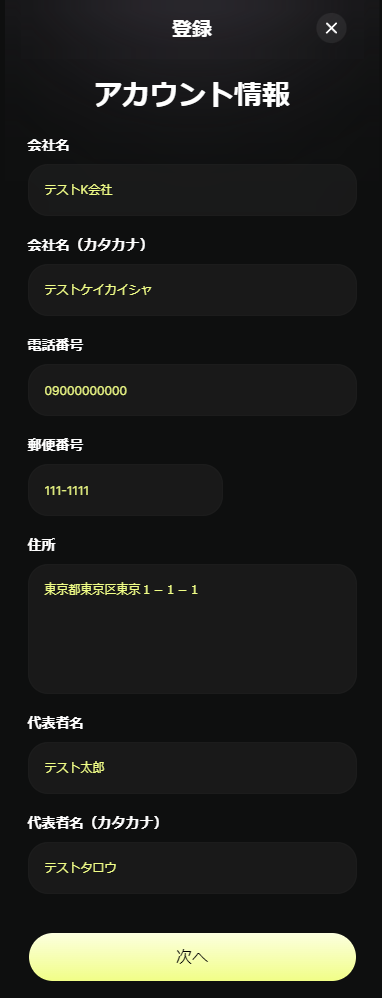 登録
アカウント情報
会社名
テストK会社
会社名（カタカナ）
テストケイカイシャ
電話番号
09000000000
郵便番号
111-1111
住所
東京都東京区東京１－１－１
代表者名
テスト太郎
代表者名（カタカナ）
テストタロウ
次へ